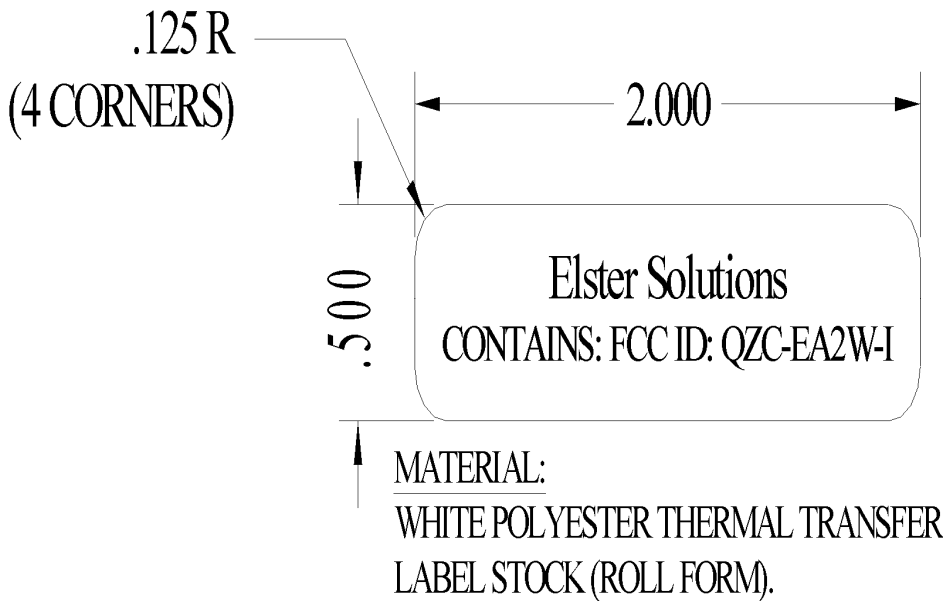 .125 R
(4 CORNERS)
2.000
.500
Elster Solutions
CONTAINS: FCC ID: QZC-EA2W-I
MATERIAL:
WHITE POLYESTER THERMAL TRANSFER
LABEL STOCK (ROLL FORM).